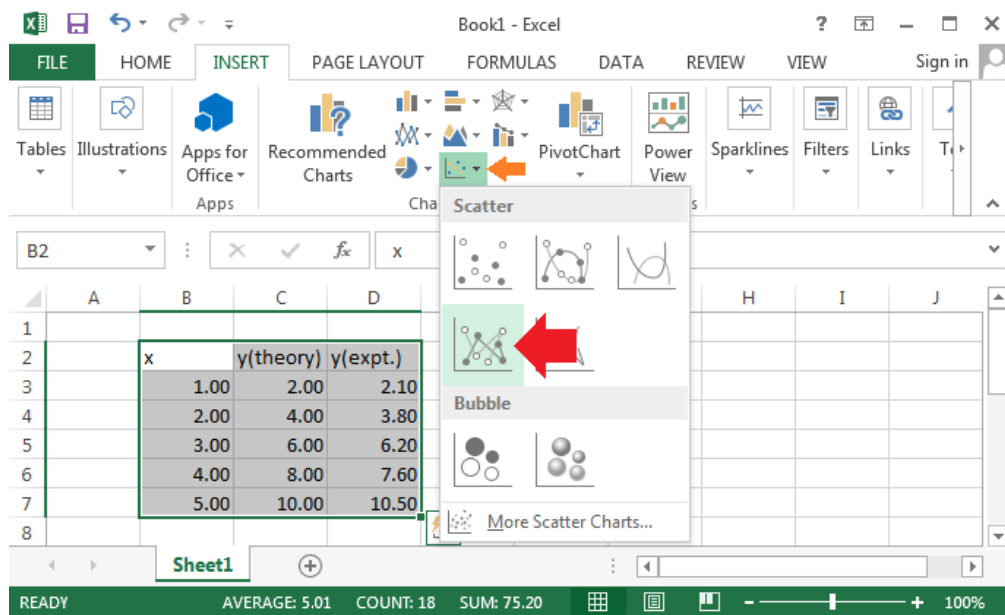 Book1 - Excel ?
FILE HOME INSERT PAGE LAYOUT FORMULAS DATA REVIEW VIEW Sign in
Tables Illustrations Apps for Office Recommended Charts PivotChart Power View Sparklines Filters Links
Apps
Scatter
B2 fx x
A B C D H I J
1
2 x y(theory) y(expt.)
3 1.00 2.00 2.10
4 2.00 4.00 3.80
5 3.00 6.00 6.20
6 4.00 8.00 7.60
7 5.00 10.00 10.50
8
Bubble
More Scatter Charts...
Sheet1
READY AVERAGE: 5.01 COUNT: 18 SUM: 75.20 100%